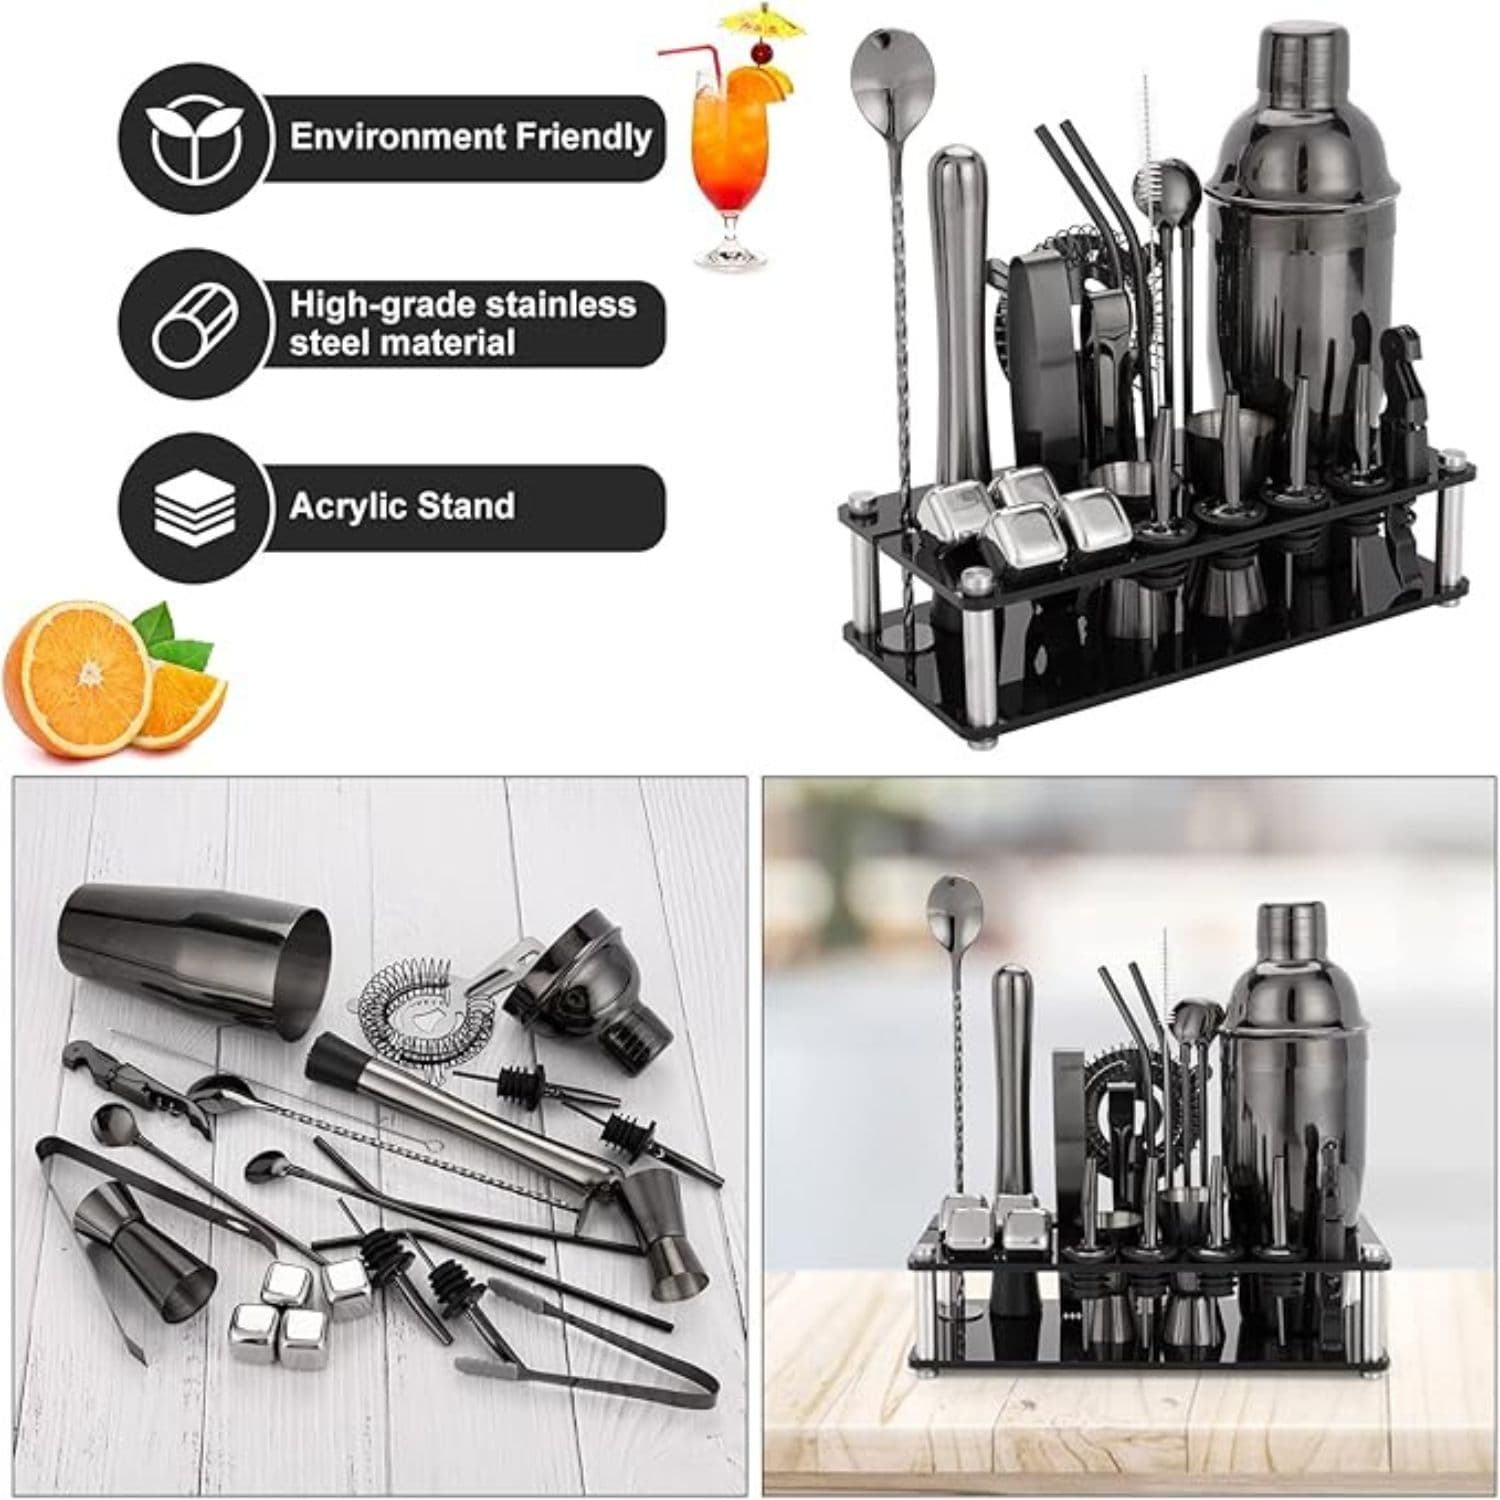 Environment Friendly
High-grade stainless
steel material
Acrylic Stand